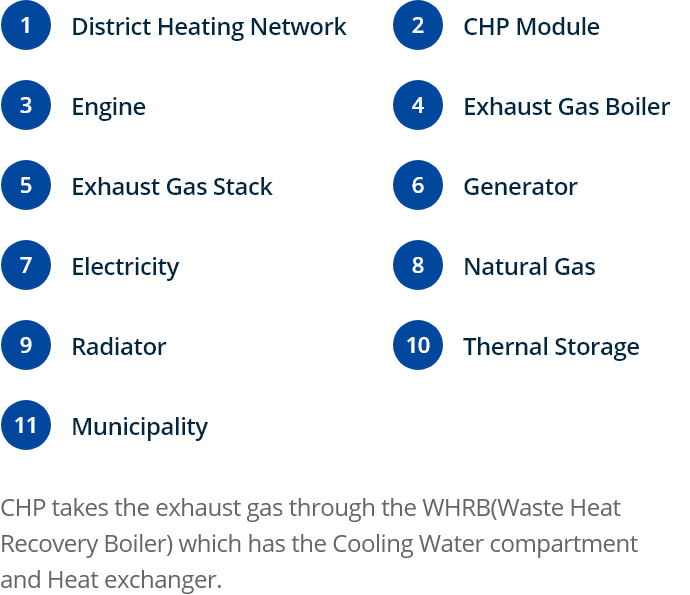 1 District Heating Network 2 CHP Module
3 Engine 4 Exhaust Gas Boiler
5 Exhaust Gas Stack 6 Generator
7 Electricity 8 Natural Gas
9 Radiator 10 Thernal Storage
11 Municipality
CHP takes the exhaust gas through the WHRB(Waste Heat
Recovery Boiler) which has the Cooling Water compartment
and Heat exchanger.